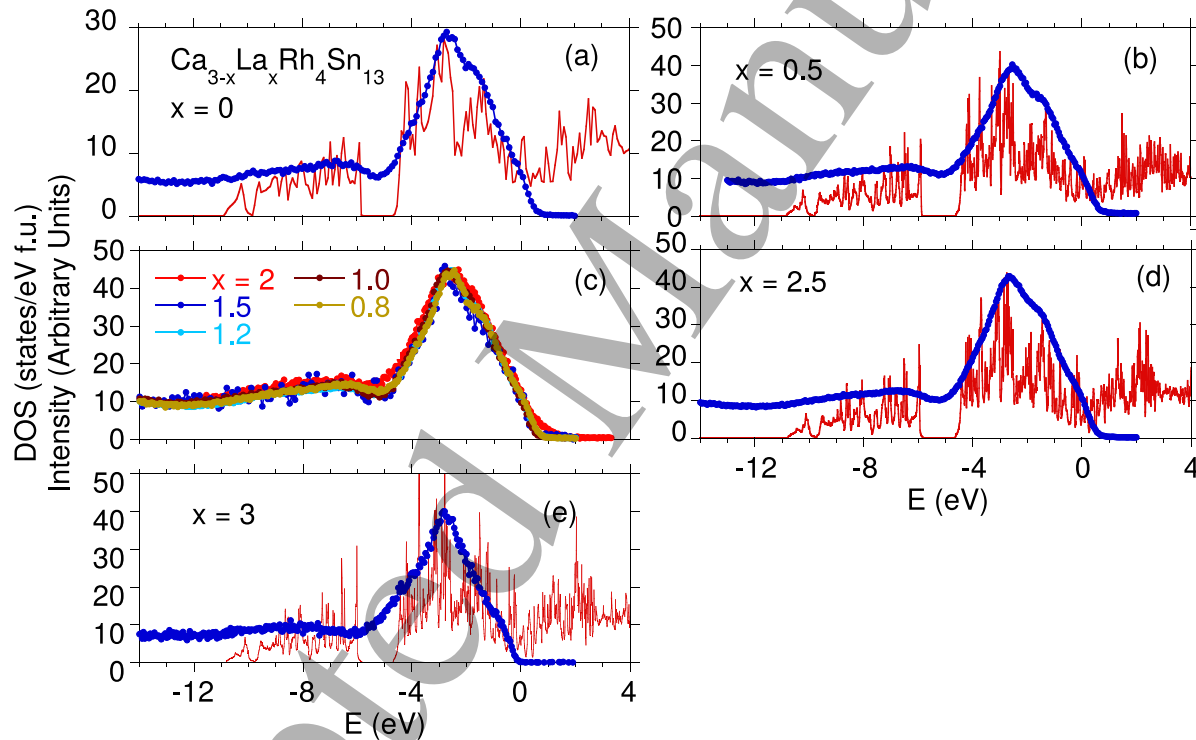 DOS (states/eV f.u.)
Intensity (Arbitrary Units)
30
20
10
0
Ca3-xLaxRh4Sn13
x = 0
(a)
50
40
30
20
10
0
x = 0.5
(b)
50
40
30
20
10
0
x = 2 1.0
1.5 0.8
1.2
(c)
50
40
30
20
10
0
x = 2.5
(d)
-12 -8 -4 0 4
E (eV)
50
40
30
20
10
0
x = 3
(e)
-12 -8 -4 0 4
E (eV)